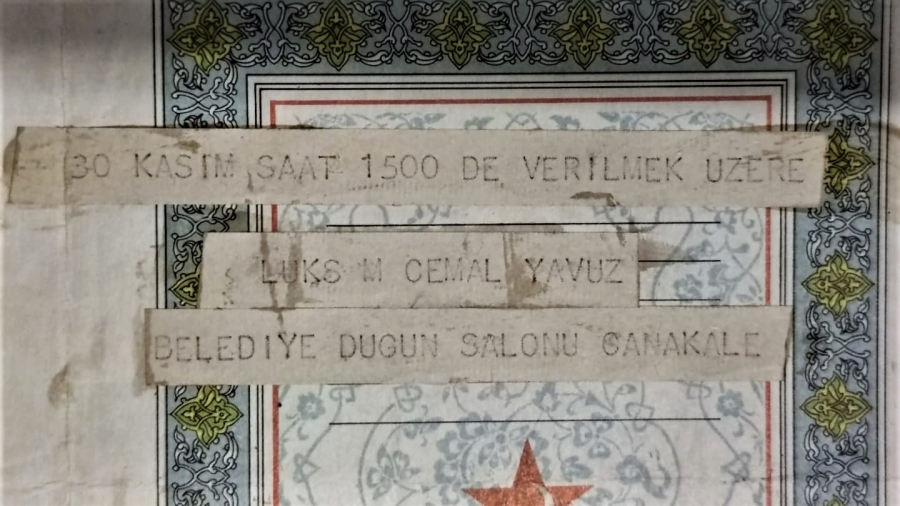 30 KASIM SAAT 1500 DE VERILMEK UZERE
LUKS M CEMAL YAVUZ
BELEDIYE DUGUN SALONU CANAKALE